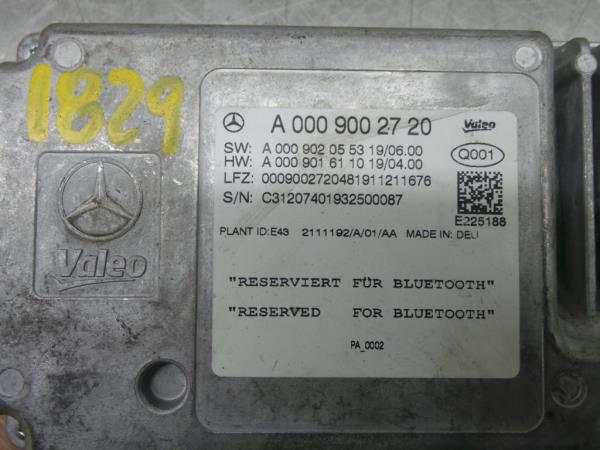 1829
A 000 900 27 20 Valeo
SW: A 000 902 05 53 19/06.00
HW: A 000 901 61 10 19/04.00
Q001
LFZ: 0009002720481911211676
S/N: C31207401932500087
E225188
PLANT ID:E43 2111192/A/01/AA MADE IN: DEU
Valeo
"RESERVIERT FÜR BLUETOOTH"
"RESERVED FOR BLUETOOTH"
PA_0002